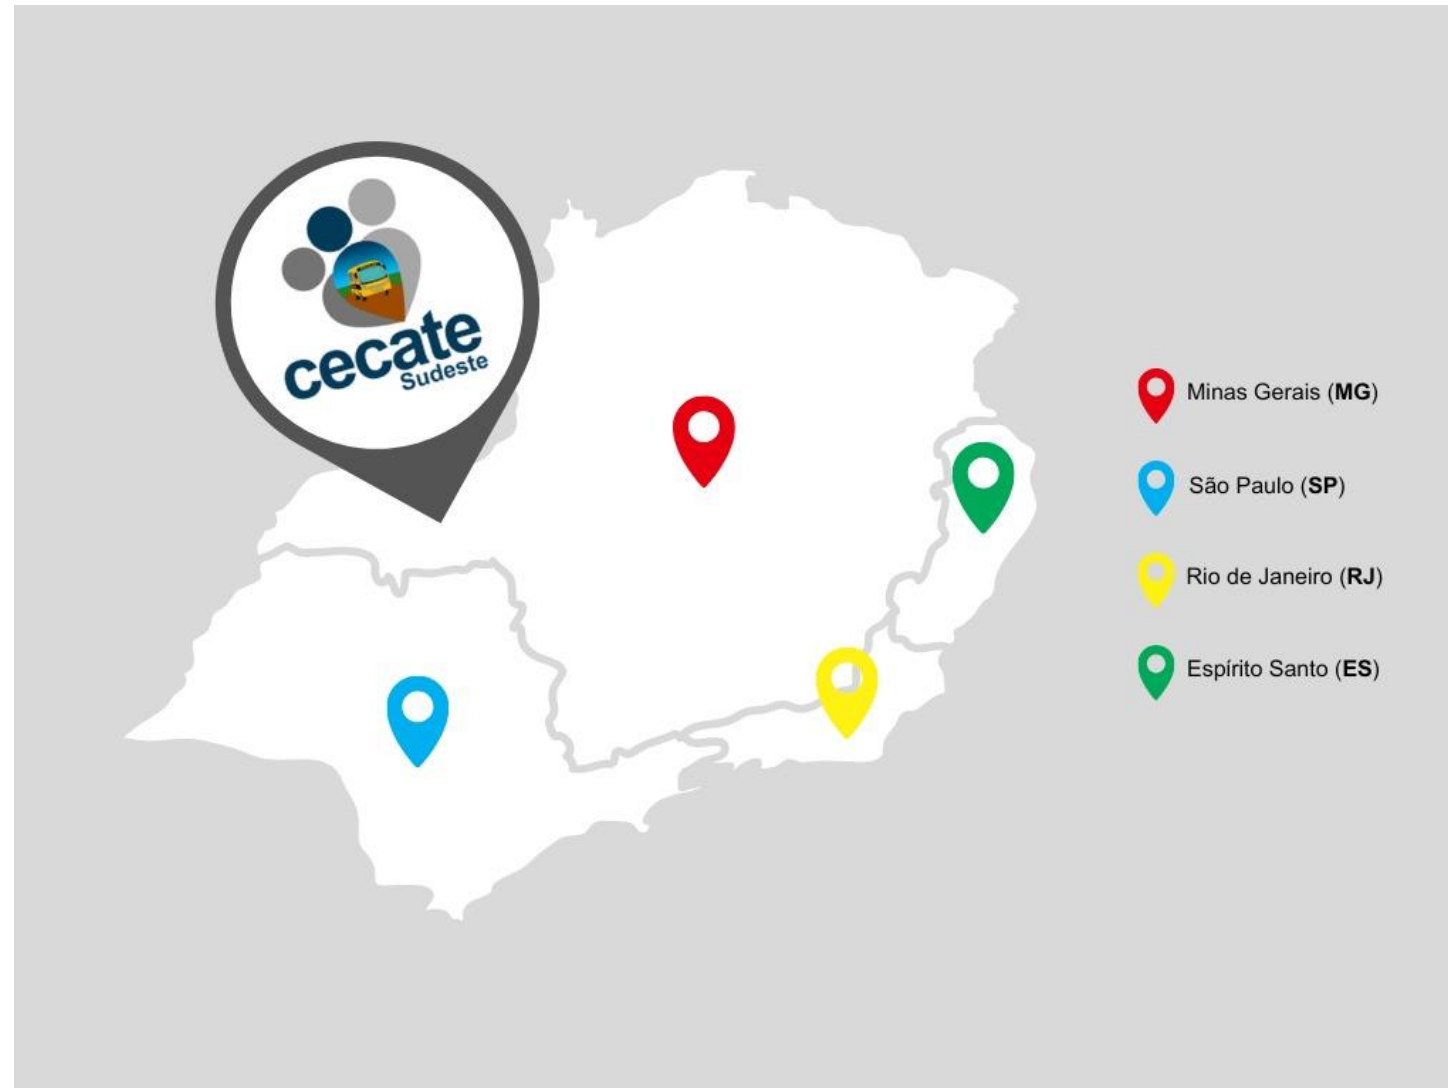 cecate
Sudeste
Minas Gerais (MG)
São Paulo (SP)
Rio de Janeiro (RJ)
Espírito Santo (ES)